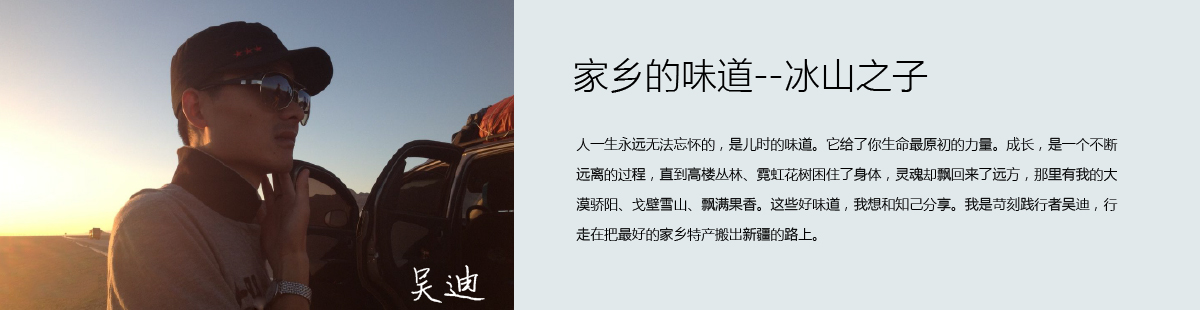 家乡的味道--冰山之子
人一生永远无法忘怀的，是儿时的味道。它给了你生命最原初的力量。成长，是一个不断
远离的过程，直到高楼丛林、霓虹花树困住了身体，灵魂却飘回来了远方，那里有我的大
漠骄阳、戈壁雪山、飘满果香。这些好味道，我想和知己分享。我是苛刻践行者吴迪，行
走在把最好的家乡特产搬出新疆的路上。
吴迪